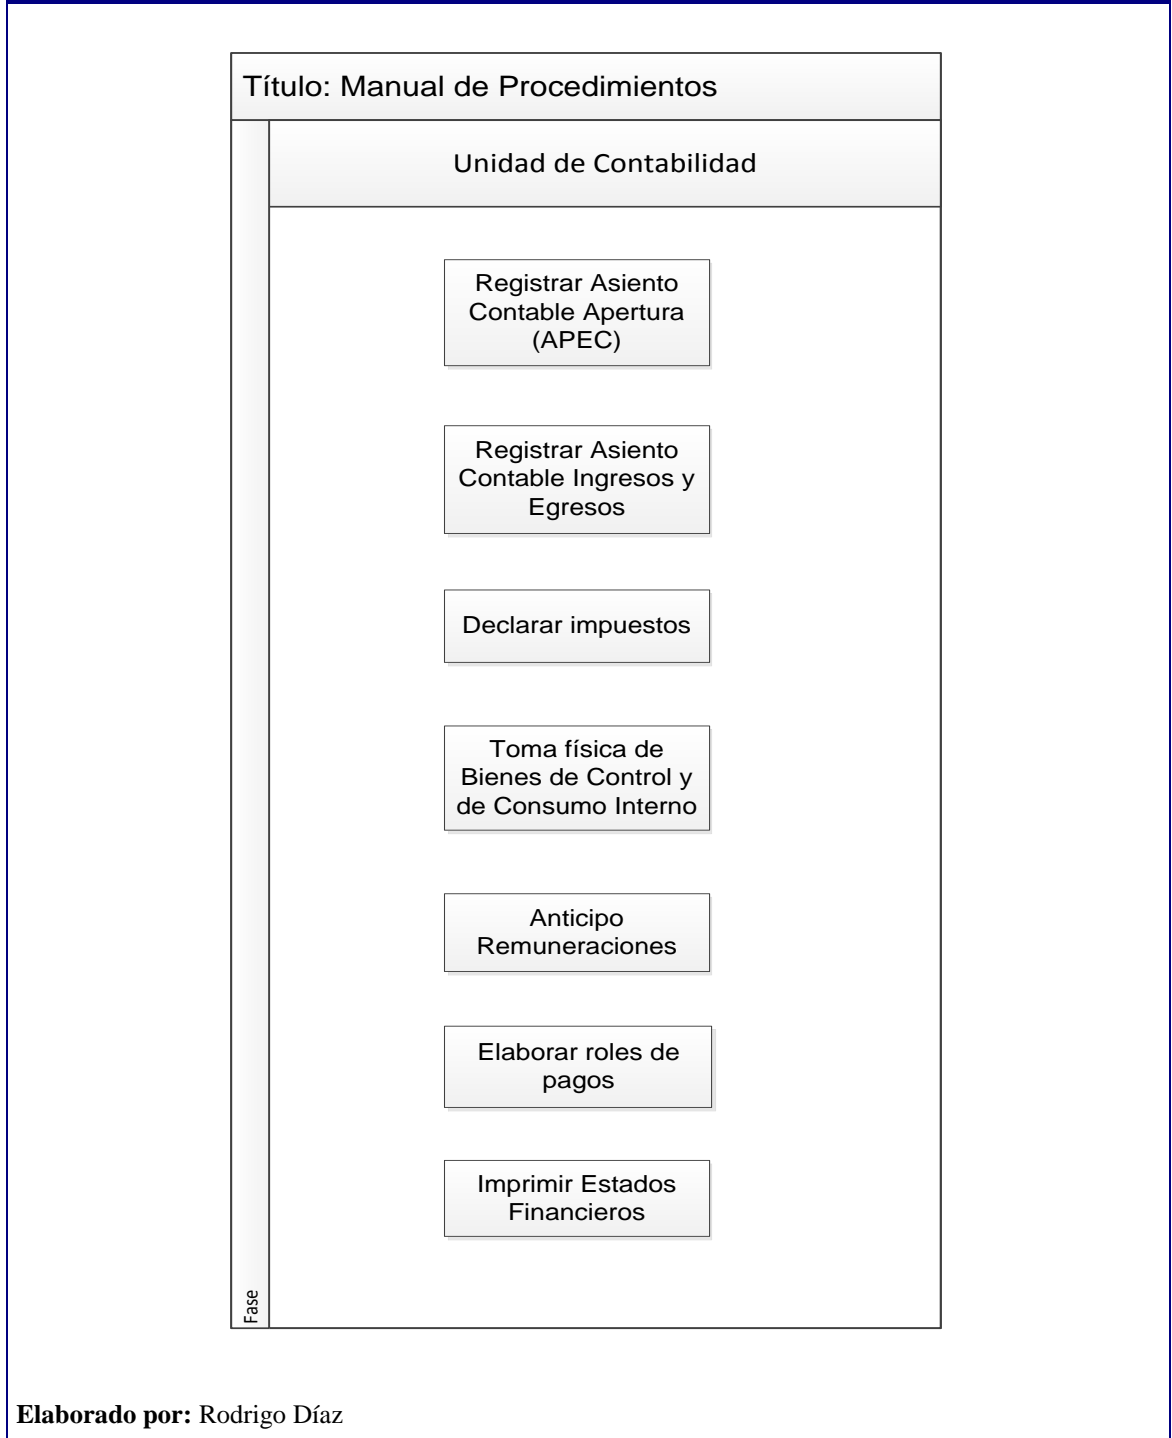 Título: Manual de Procedimientos
Unidad de Contabilidad
Registrar Asiento
Contable Apertura
(APEC)
Registrar Asiento
Contable Ingresos y
Egresos
Declarar impuestos
Toma física de
Bienes de Control y
de Consumo Interno
Anticipo
Remuneraciones
Elaborar roles de
pagos
Imprimir Estados
Financieros
Fase
Elaborado por: Rodrigo Díaz